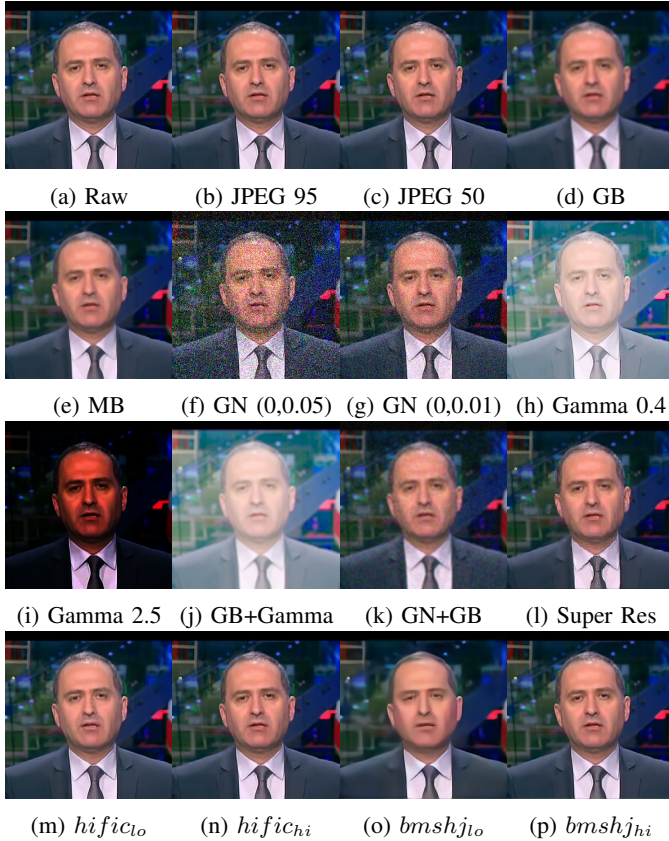 (a) Raw (b) JPEG 95 (c) JPEG 50 (d) GB
(e) MB (f) GN (0,0.05) (g) GN (0,0.01) (h) Gamma 0.4
(i) Gamma 2.5 (j) GB+Gamma (k) GN+GB (l) Super Res
(m) hific_lo (n) hific_hi (o) bmshj_lo (p) bmshj_hi